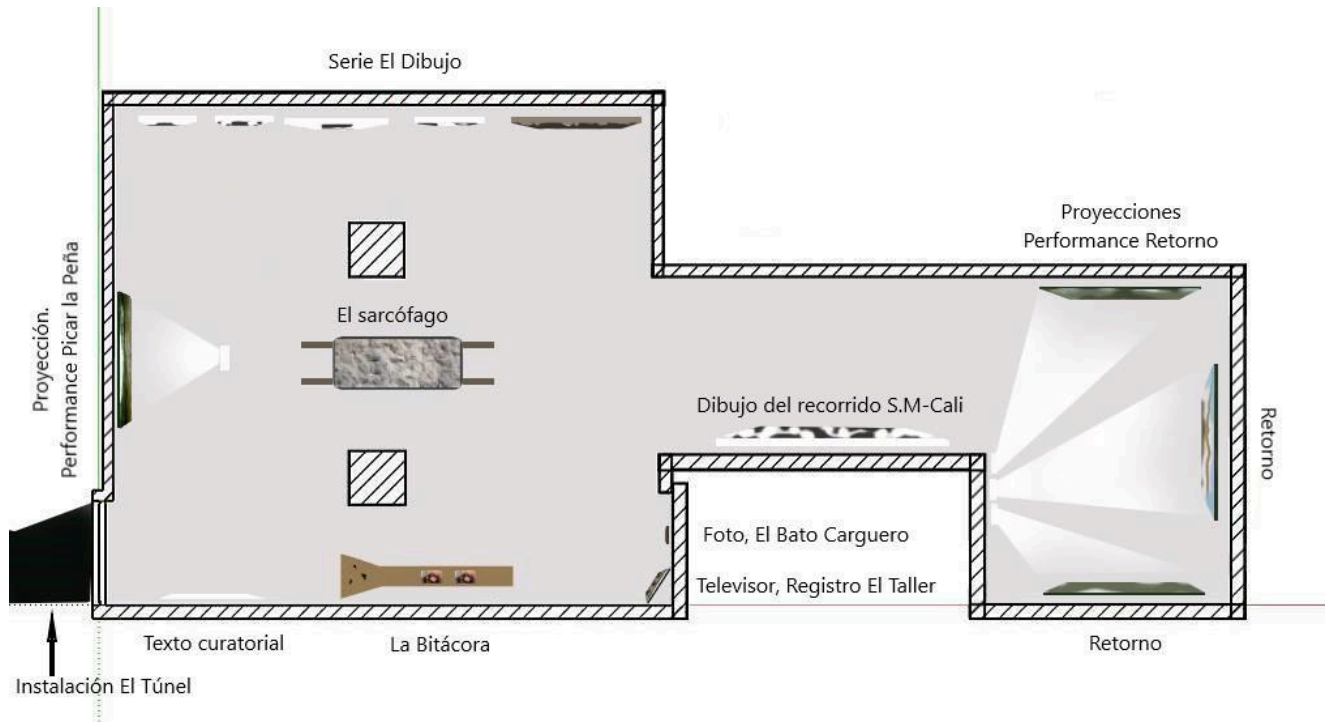 Serie El Dibujo
Proyecciones
Performance Retorno
Proyección.
Performance Picar la Peña
El sarcófago
Dibujo del recorrido S.M-Cali
Retorno
Foto, El Bato Carguero
Televisor, Registro El Taller
Texto curatorial
La Bitácora
Retorno
Instalación El Túnel